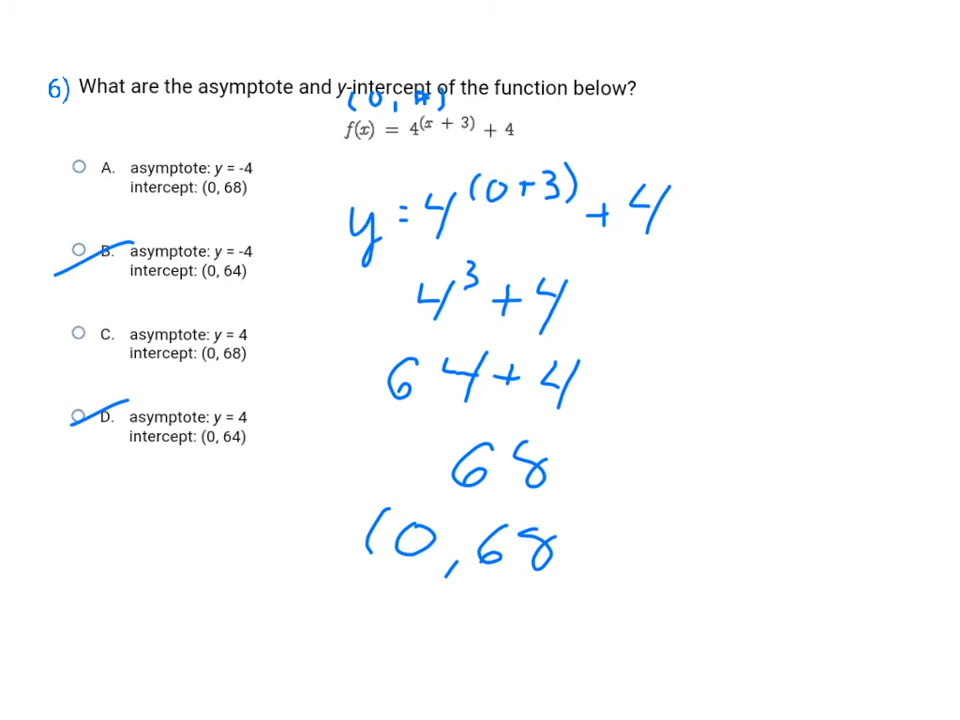 6) What are the asymptote and y-intercept of the function below?
(0, #)
f(x) = 4^(x + 3) + 4
A. asymptote: y = -4
intercept: (0, 68)
B. asymptote: y = -4
intercept: (0, 64)
C. asymptote: y = 4
intercept: (0, 68)
D. asymptote: y = 4
intercept: (0, 64)
y = 4^(0+3) + 4
4^3 + 4
64 + 4
68
(0, 68